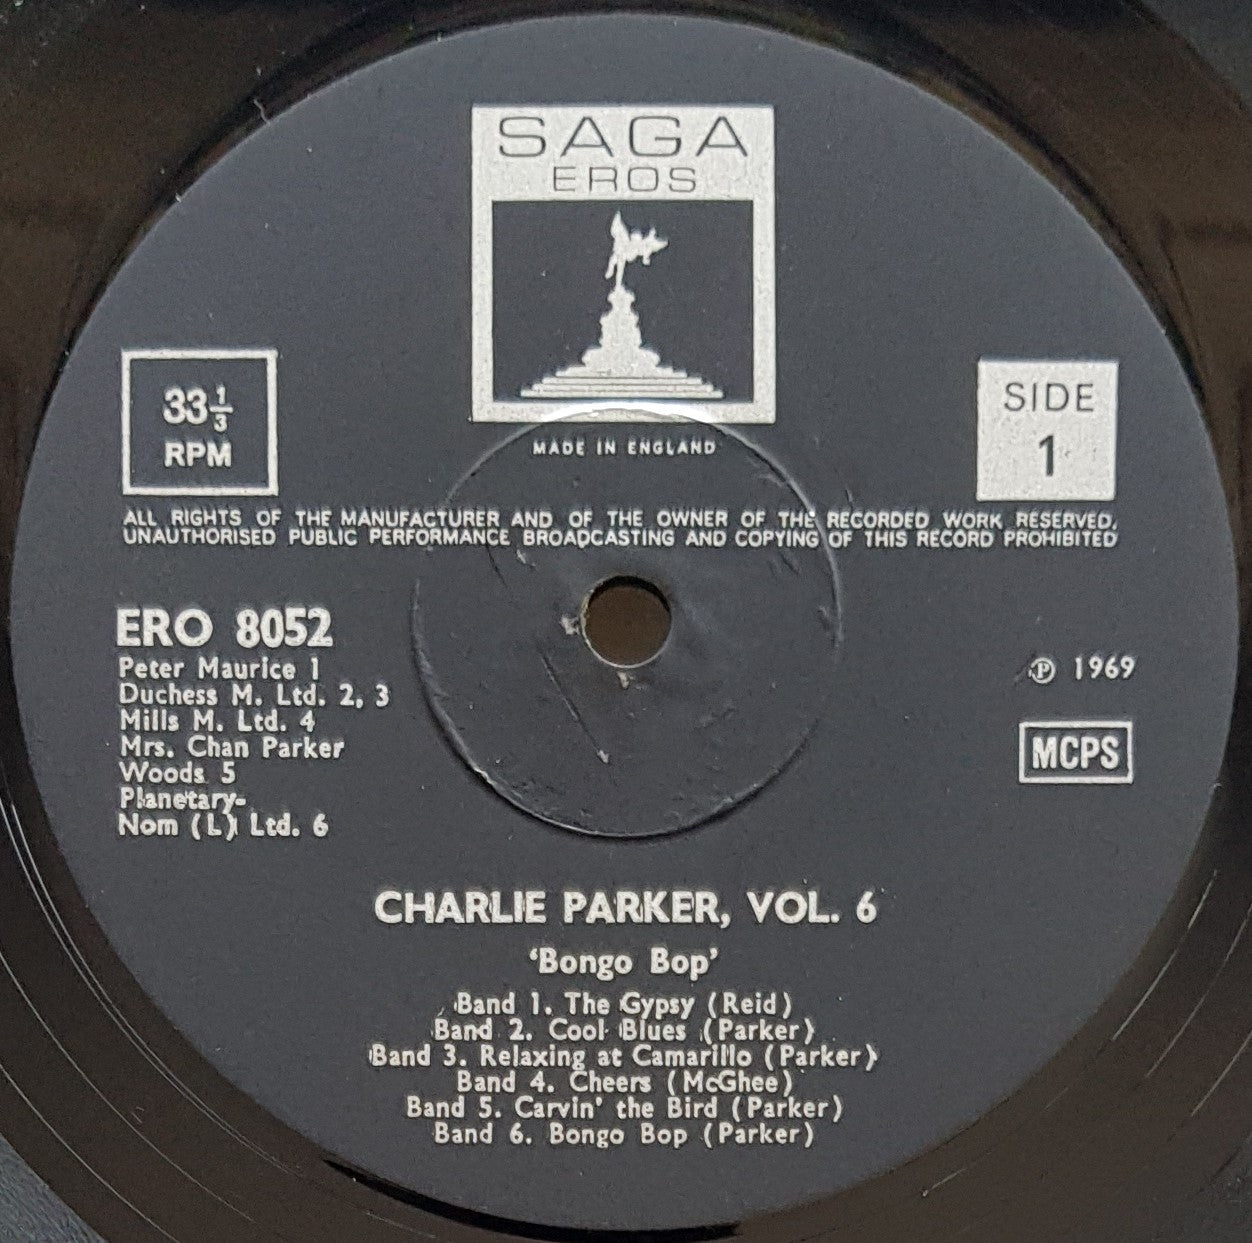 SAGA
EROS
33 1/3
RPM
SIDE
1
MADE IN ENGLAND
ALL RIGHTS OF THE MANUFACTURER AND OF THE OWNER OF THE RECORDED WORK RESERVED.
UNAUTHORISED PUBLIC PERFORMANCE BROADCASTING AND COPYING OF THIS RECORD PROHIBITED
ERO 8052
Peter Maurice 1
Duchess M. Ltd. 2, 3
Mills M. Ltd. 4
Mrs. Chan Parker
Woods 5
Planetary-
Nom (L) Ltd. 6
℗ 1969
MCPS
CHARLIE PARKER, VOL. 6
'Bongo Bop'
Band 1. The Gypsy (Reid)
Band 2. Cool Blues (Parker)
Band 3. Relaxing at Camarillo (Parker)
Band 4. Cheers (McGhee)
Band 5. Carvin' the Bird (Parker)
Band 6. Bongo Bop (Parker)